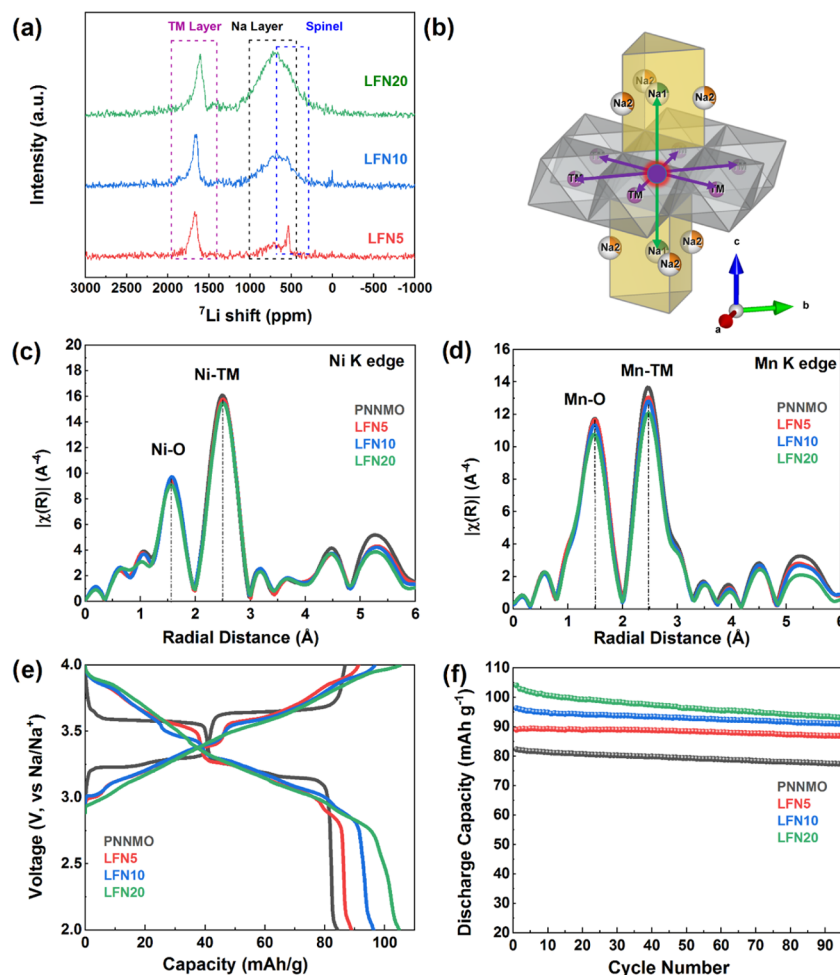 (a)
TM Layer Na Layer Spinel
LFN20
LFN10
LFN5
Intensity (a.u.)
3000 2500 2000 1500 1000 500 0 -500 -1000
⁷Li shift (ppm)
(b)
Na2 Na1 Na2
Na2
TM TM TM
Na2 Na1 Na2
Na2
c
b
a
(c)
Ni K edge
Ni-TM
Ni-O
PNNMO
LFN5
LFN10
LFN20
|χ(R)| (A⁻⁴)
20
18
16
14
12
10
8
6
4
2
0
0 1 2 3 4 5 6
Radial Distance (Å)
(d)
Mn K edge
Mn-TM
Mn-O
PNNMO
LFN5
LFN10
LFN20
|χ(R)| (A⁻⁴)
16
14
12
10
8
6
4
2
0
0 1 2 3 4 5 6
Radial Distance (Å)
(e)
Voltage (V, vs Na/Na⁺)
4.0
3.5
3.0
2.5
2.0
PNNMO
LFN5
LFN10
LFN20
0 20 40 60 80 100
Capacity (mAh/g)
(f)
Discharge Capacity (mAh g⁻¹)
110
100
90
80
70
60
50
40
30
20
PNNMO
LFN5
LFN10
LFN20
0 10 20 30 40 50 60 70 80 90
Cycle Number